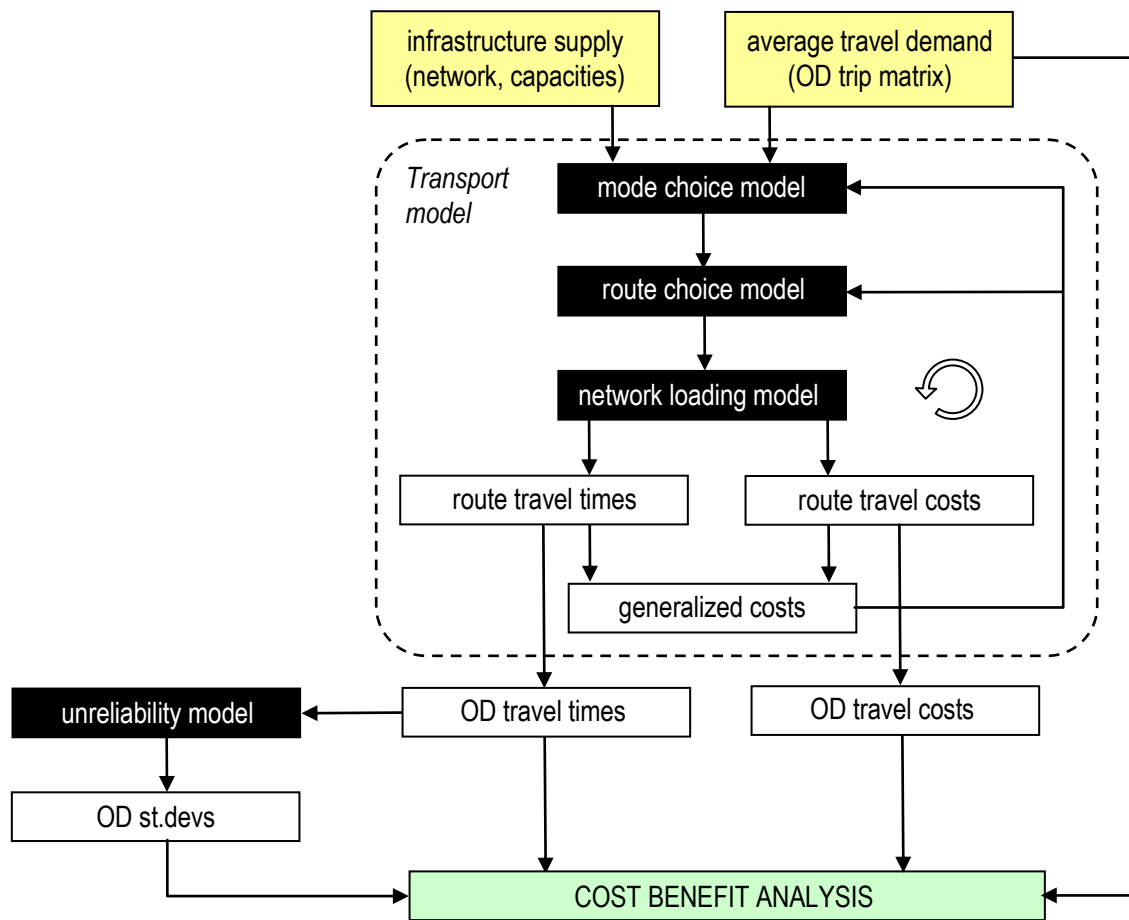 infrastructure supply
(network, capacities)
average travel demand
(OD trip matrix)
Transport
model
mode choice model
route choice model
network loading model
route travel times
route travel costs
generalized costs
unreliability model
OD travel times
OD travel costs
OD st.devs
COST BENEFIT ANALYSIS